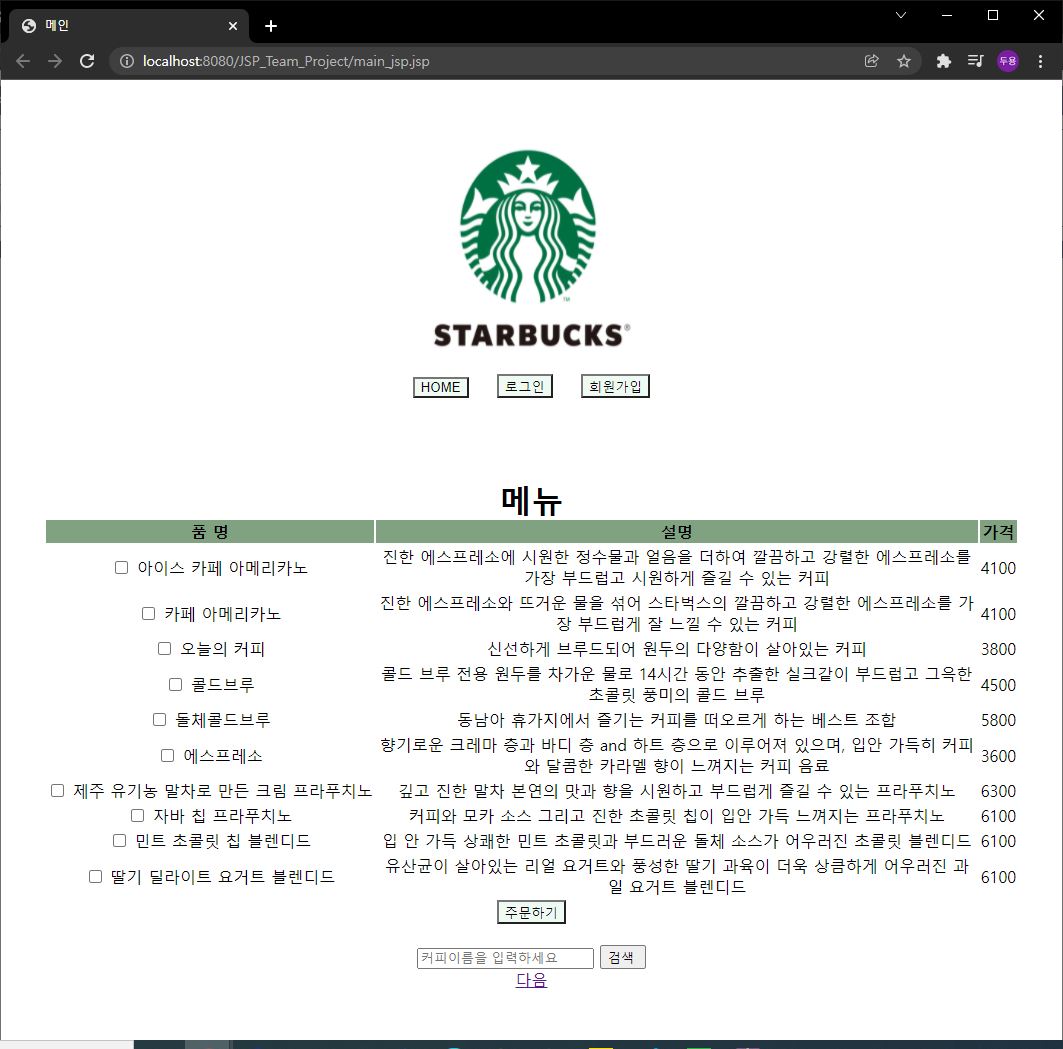 메인
localhost:8080/JSP_Team_Project/main_jsp.jsp
두용
TM
STARBUCKS®
HOME 로그인 회원가입
메뉴
품 명 설명 가격
아이스 카페 아메리카노 진한 에스프레소에 시원한 정수물과 얼음을 더하여 깔끔하고 강렬한 에스프레소를 4100
가장 부드럽고 시원하게 즐길 수 있는 커피
카페 아메리카노 진한 에스프레소와 뜨거운 물을 섞어 스타벅스의 깔끔하고 강렬한 에스프레소를 가 4100
장 부드럽게 잘 느낄 수 있는 커피
오늘의 커피 신선하게 브루드되어 원두의 다양함이 살아있는 커피 3800
콜드브루 콜드 브루 전용 원두를 차가운 물로 14시간 동안 추출한 실크같이 부드럽고 그윽한 4500
초콜릿 풍미의 콜드 브루
돌체콜드브루 동남아 휴가지에서 즐기는 커피를 떠오르게 하는 베스트 조합 5800
에스프레소 향기로운 크레마 층과 바디 층 and 하트 층으로 이루어져 있으며, 입안 가득히 커피 3600
와 달콤한 카라멜 향이 느껴지는 커피 음료
제주 유기농 말차로 만든 크림 프라푸치노 깊고 진한 말차 본연의 맛과 향을 시원하고 부드럽게 즐길 수 있는 프라푸치노 6300
자바 칩 프라푸치노 커피와 모카 소스 그리고 진한 초콜릿 칩이 입안 가득 느껴지는 프라푸치노 6100
민트 초콜릿 칩 블렌디드 입 안 가득 상쾌한 민트 초콜릿과 부드러운 돌체 소스가 어우러진 초콜릿 블렌디드 6100
딸기 딜라이트 요거트 블렌디드 유산균이 살아있는 리얼 요거트와 풍성한 딸기 과육이 더욱 상큼하게 어우러진 과 6100
일 요거트 블렌디드
주문하기
커피이름을 입력하세요 검색
다음